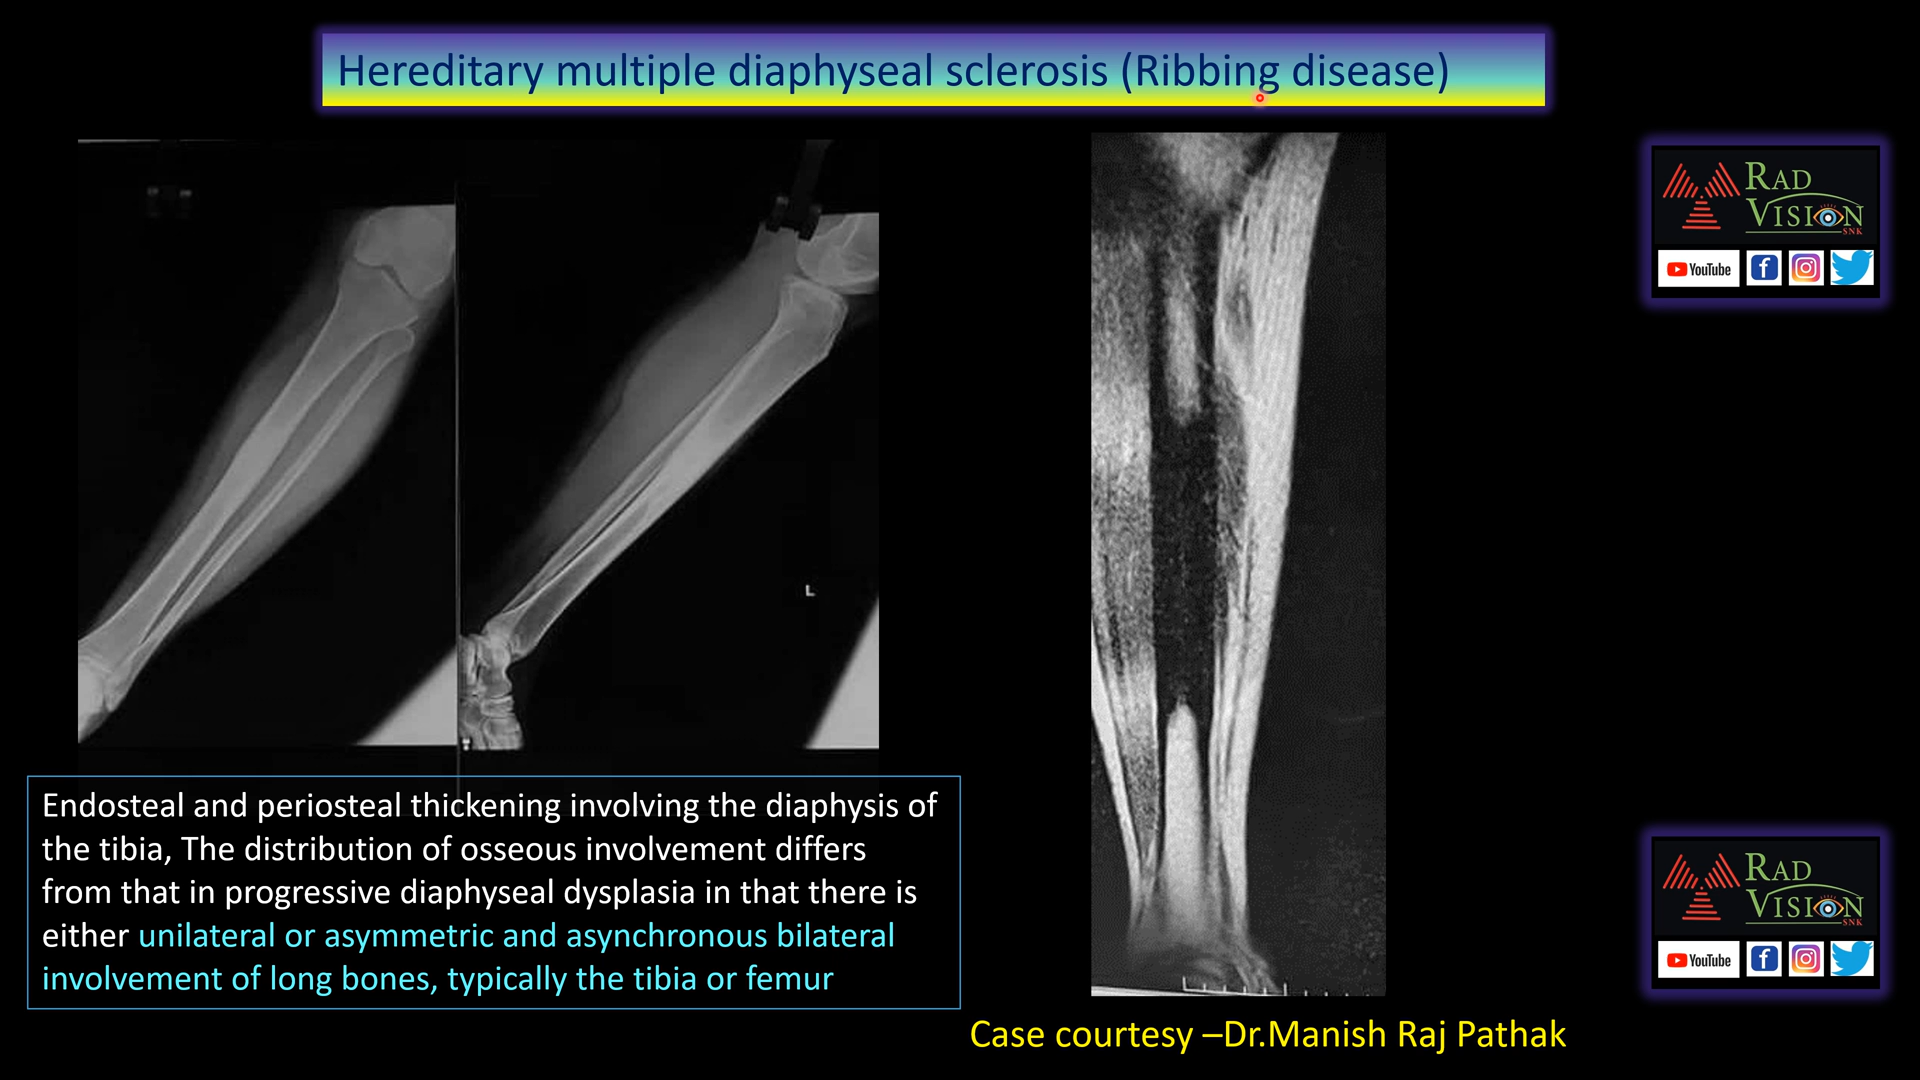 Hereditary multiple diaphyseal sclerosis (Ribbing disease)
RAD
VISION
SNK
YouTube
L
Endosteal and periosteal thickening involving the diaphysis of
the tibia, The distribution of osseous involvement differs
from that in progressive diaphyseal dysplasia in that there is
either unilateral or asymmetric and asynchronous bilateral
involvement of long bones, typically the tibia or femur
RAD
VISION
SNK
YouTube
Case courtesy –Dr.Manish Raj Pathak